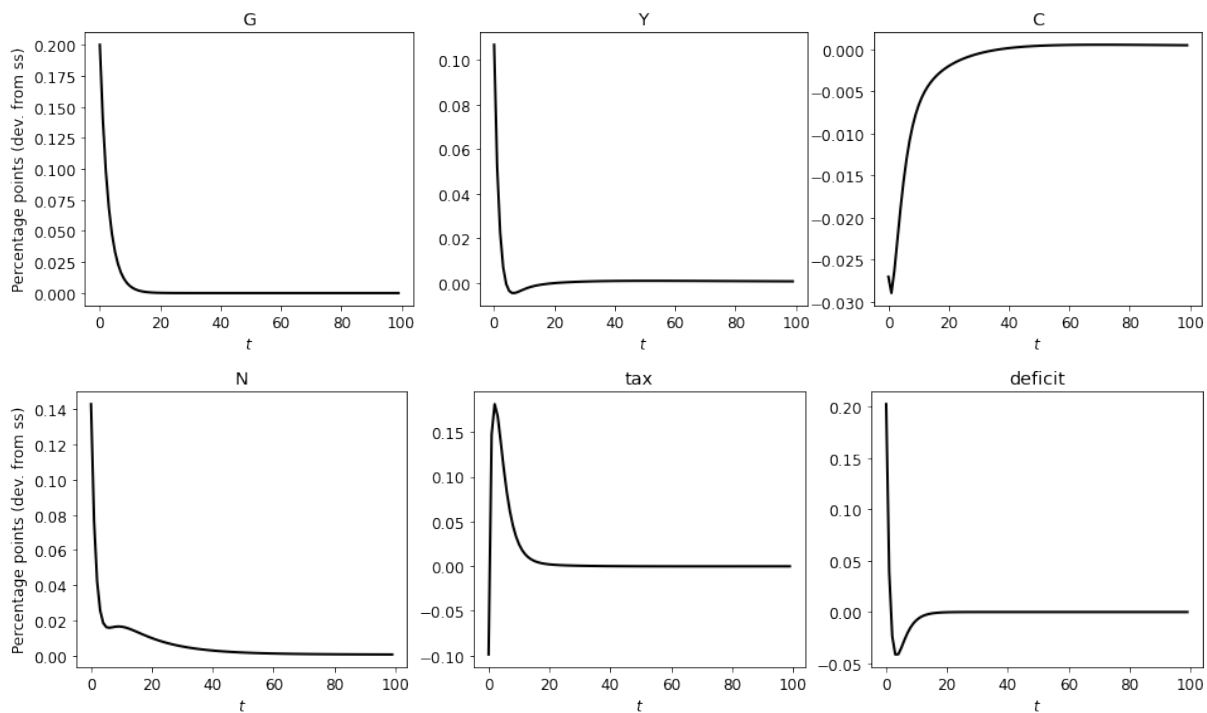 G
Percentage points (dev. from ss)
0.200
0.175
0.150
0.125
0.100
0.075
0.050
0.025
0.000
0 20 40 60 80 100
t
Y
0.10
0.08
0.06
0.04
0.02
0.00
0 20 40 60 80 100
t
C
0.000
−0.005
−0.010
−0.015
−0.020
−0.025
−0.030
0 20 40 60 80 100
t
N
Percentage points (dev. from ss)
0.14
0.12
0.10
0.08
0.06
0.04
0.02
0.00
0 20 40 60 80 100
t
tax
0.15
0.10
0.05
0.00
−0.05
−0.10
0 20 40 60 80 100
t
deficit
0.20
0.15
0.10
0.05
0.00
−0.05
0 20 40 60 80 100
t